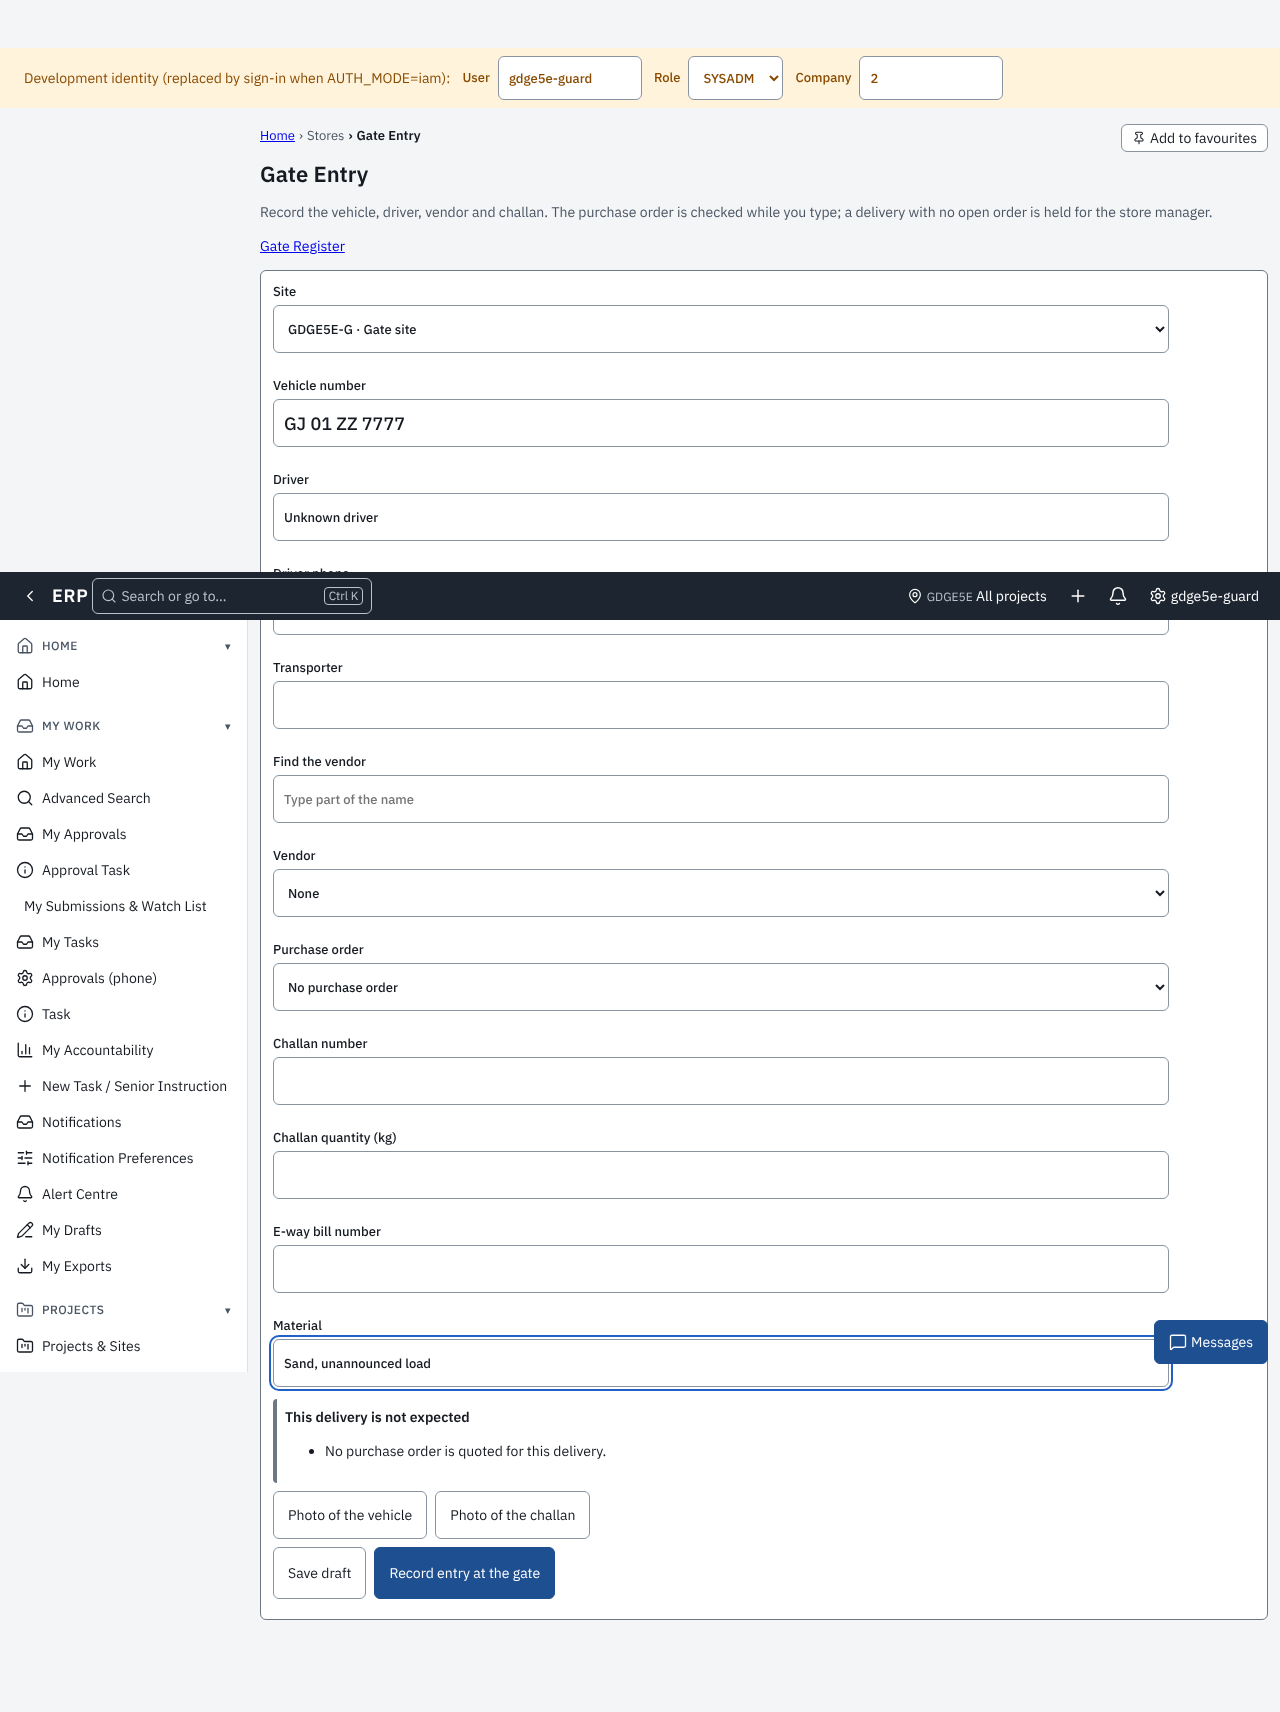 Development identity (replaced by sign-in when AUTH_MODE=iam): User gdge5e-guard Role SYSADM Company 2
Home › Stores › Gate Entry
Add to favourites
Gate Entry
Record the vehicle, driver, vendor and challan. The purchase order is checked while you type; a delivery with no open order is held for the store manager.
Gate Register
Site
GDGE5E-G · Gate site
Vehicle number
GJ 01 ZZ 7777
Driver
Unknown driver
Driver phone
ERP
Search or go to... Ctrl K
GDGE5E All projects
gdge5e-guard
HOME
Home
MY WORK
My Work
Advanced Search
My Approvals
Approval Task
My Submissions & Watch List
My Tasks
Approvals (phone)
Task
My Accountability
New Task / Senior Instruction
Notifications
Notification Preferences
Alert Centre
My Drafts
My Exports
PROJECTS
Projects & Sites
Transporter
Find the vendor
Type part of the name
Vendor
None
Purchase order
No purchase order
Challan number
Challan quantity (kg)
E-way bill number
Material
Sand, unannounced load
Messages
This delivery is not expected
• No purchase order is quoted for this delivery.
Photo of the vehicle
Photo of the challan
Save draft
Record entry at the gate